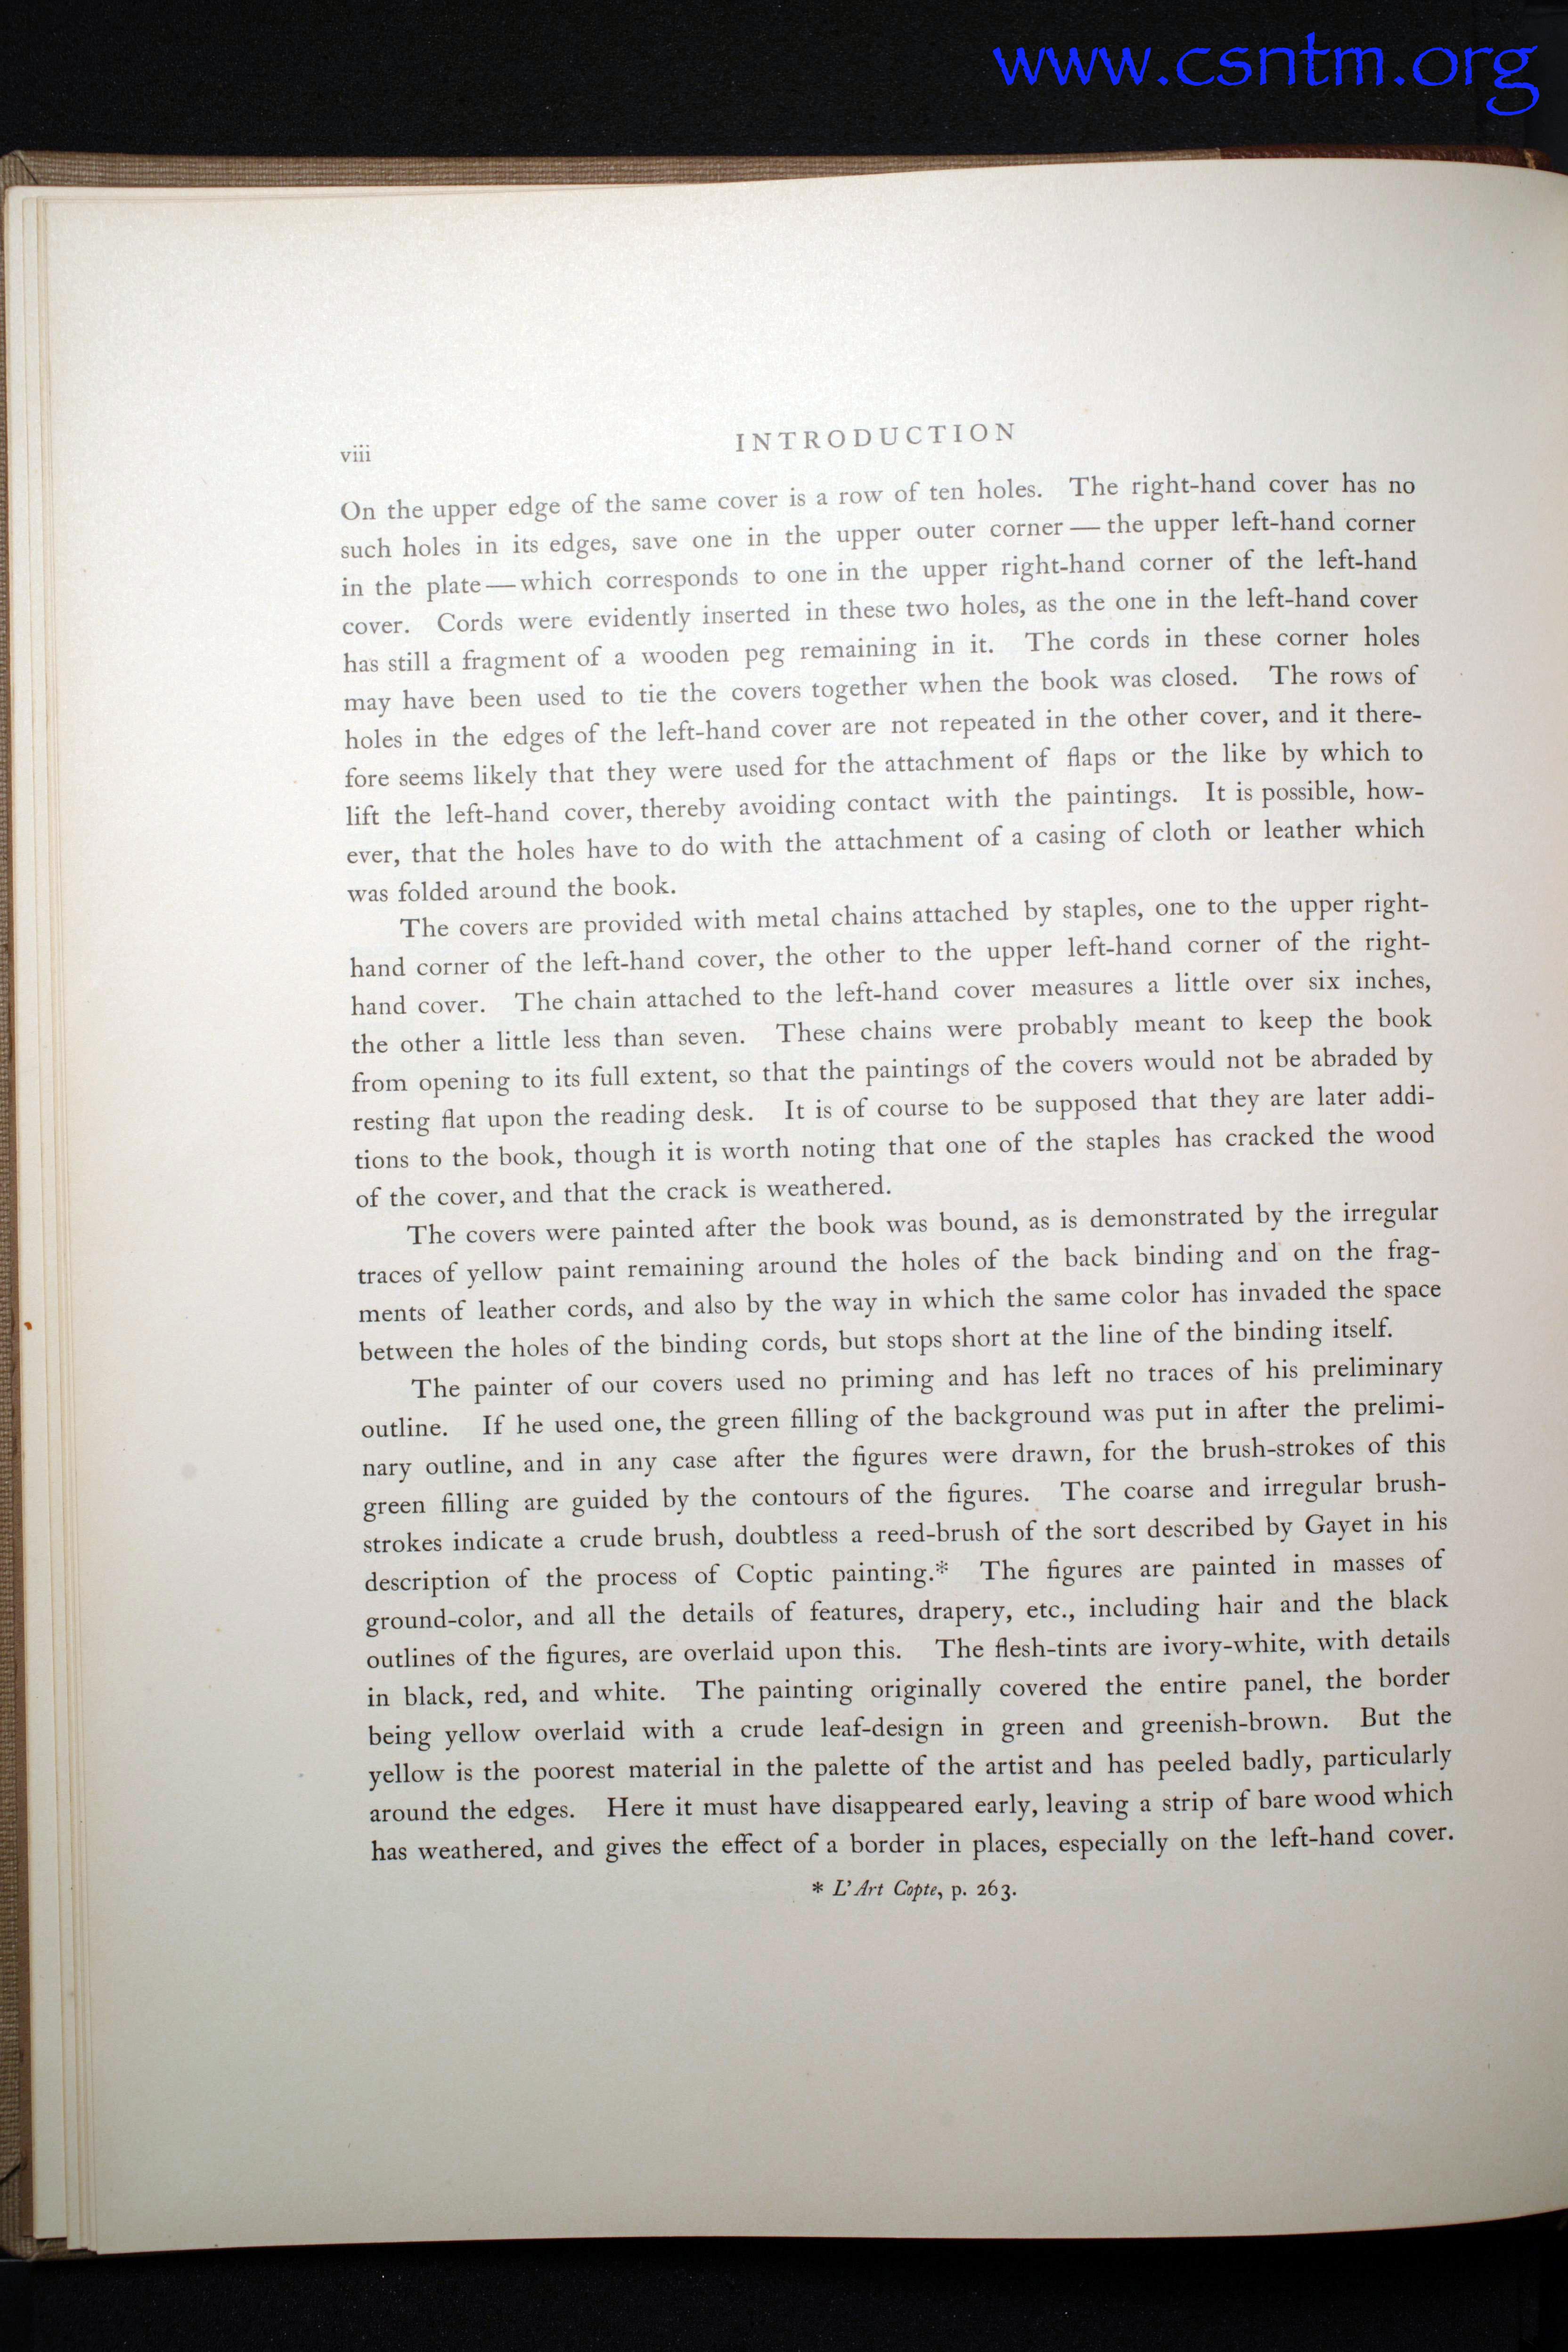 www.csntm.org
viii
INTRODUCTION
On the upper edge of the same cover is a row of ten holes. The right-hand cover has no
such holes in its edges, save one in the upper outer corner — the upper left-hand corner
in the plate — which corresponds to one in the upper right-hand corner of the left-hand
cover. Cords were evidently inserted in these two holes, as the one in the left-hand cover
has still a fragment of a wooden peg remaining in it. The cords in these corner holes
may have been used to tie the covers together when the book was closed. The rows of
holes in the edges of the left-hand cover are not repeated in the other cover, and it there-
fore seems likely that they were used for the attachment of flaps or the like by which to
lift the left-hand cover, thereby avoiding contact with the paintings. It is possible, how-
ever, that the holes have to do with the attachment of a casing of cloth or leather which
was folded around the book.
The covers are provided with metal chains attached by staples, one to the upper right-
hand corner of the left-hand cover, the other to the upper left-hand corner of the right-
hand cover. The chain attached to the left-hand cover measures a little over six inches,
the other a little less than seven. These chains were probably meant to keep the book
from opening to its full extent, so that the paintings of the covers would not be abraded by
resting flat upon the reading desk. It is of course to be supposed that they are later addi-
tions to the book, though it is worth noting that one of the staples has cracked the wood
of the cover, and that the crack is weathered.
The covers were painted after the book was bound, as is demonstrated by the irregular
traces of yellow paint remaining around the holes of the back binding and on the frag-
ments of leather cords, and also by the way in which the same color has invaded the space
between the holes of the binding cords, but stops short at the line of the binding itself.
The painter of our covers used no priming and has left no traces of his preliminary
outline. If he used one, the green filling of the background was put in after the prelimi-
nary outline, and in any case after the figures were drawn, for the brush-strokes of this
green filling are guided by the contours of the figures. The coarse and irregular brush-
strokes indicate a crude brush, doubtless a reed-brush of the sort described by Gayet in his
description of the process of Coptic painting.* The figures are painted in masses of
ground-color, and all the details of features, drapery, etc., including hair and the black
outlines of the figures, are overlaid upon this. The flesh-tints are ivory-white, with details
in black, red, and white. The painting originally covered the entire panel, the border
being yellow overlaid with a crude leaf-design in green and greenish-brown. But the
yellow is the poorest material in the palette of the artist and has peeled badly, particularly
around the edges. Here it must have disappeared early, leaving a strip of bare wood which
has weathered, and gives the effect of a border in places, especially on the left-hand cover.
* L'Art Copte, p. 263.